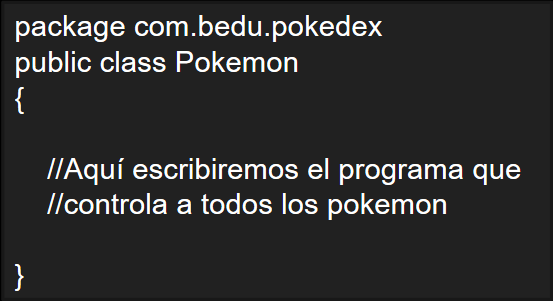 package com.bedu.pokedex
public class Pokemon
{
//Aquí escribiremos el programa que
//controla a todos los pokemon
}